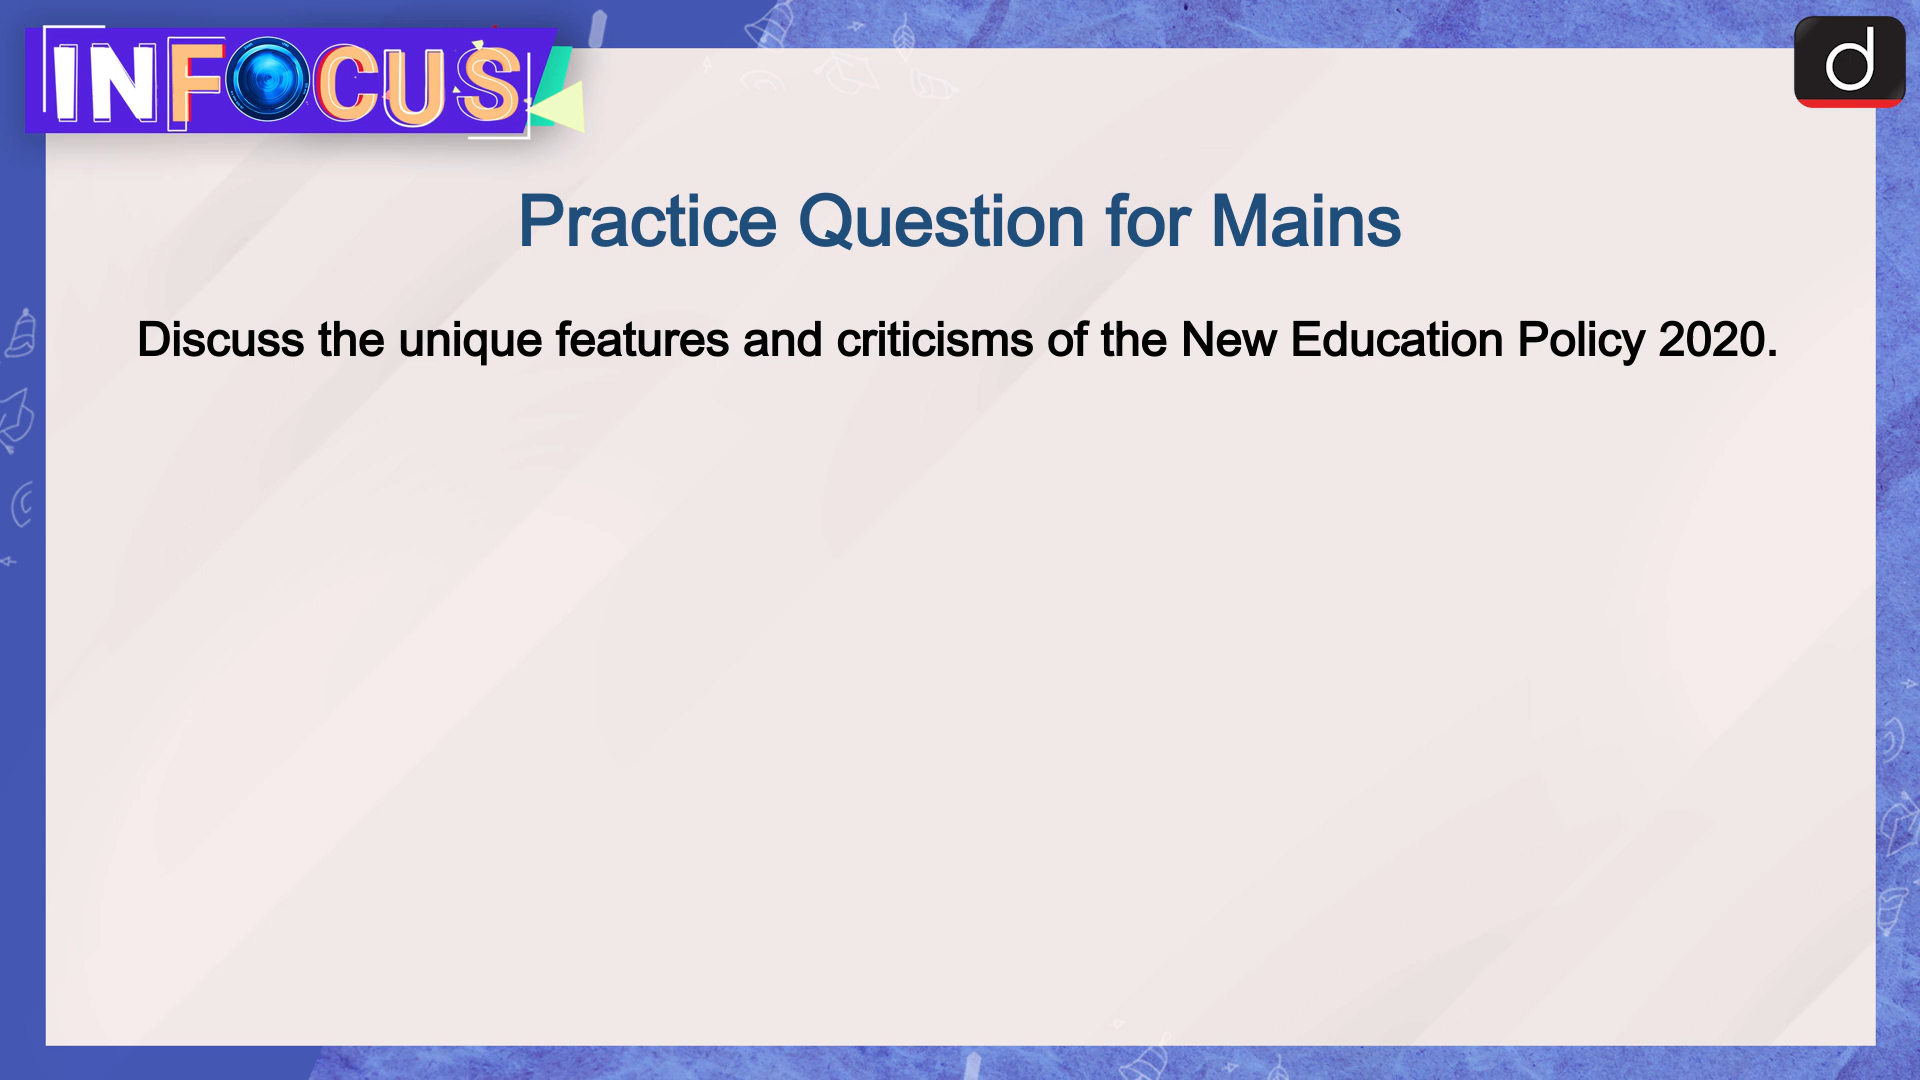 INFOCUS
d
Practice Question for Mains
Discuss the unique features and criticisms of the New Education Policy 2020.